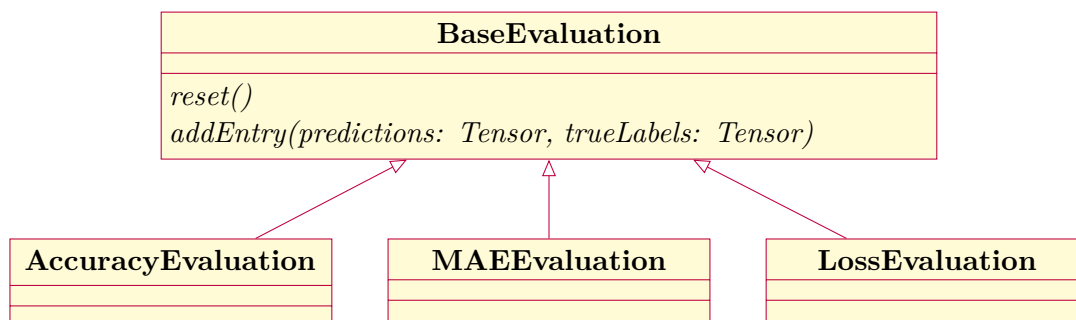 BaseEvaluation
reset()
addEntry(predictions: Tensor, trueLabels: Tensor)
AccuracyEvaluation
MAEEvaluation
LossEvaluation